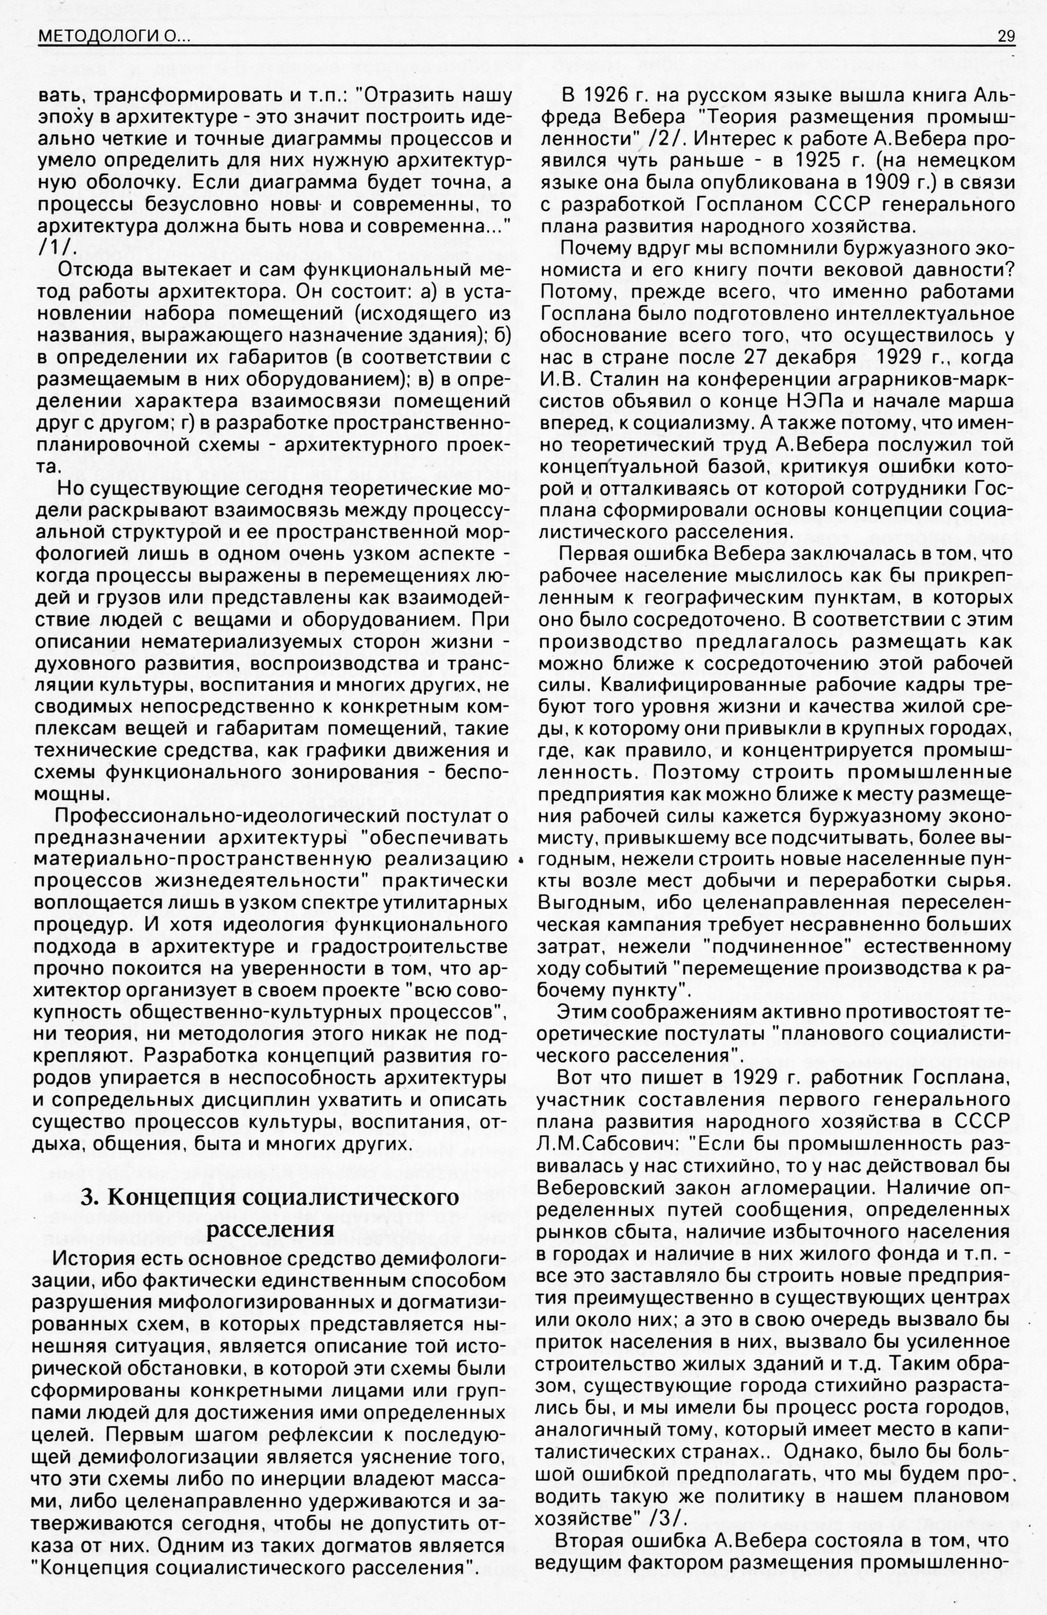 МЕТОДОЛОГИ О...
29
вать, трансформировать и т.п.: "Отразить нашу
эпоху в архитектуре - это значит построить иде-
ально четкие и точные диаграммы процессов и
умело определить для них нужную архитектур-
ную оболочку. Если диаграмма будет точна, а
процессы безусловно новы и современны, то
архитектура должна быть нова и современна..."
/1/.
Отсюда вытекает и сам функциональный ме-
тод работы архитектора. Он состоит: а) в уста-
новлении набора помещений (исходящего из
названия, выражающего назначение здания); б)
в определении их габаритов (в соответствии с
размещаемым в них оборудованием); в) в опре-
делении характера взаимосвязи помещений
друг с другом; г) в разработке пространственно-
планировочной схемы - архитектурного проек-
та.
Но существующие сегодня теоретические мо-
дели раскрывают взаимосвязь между процессу-
альной структурой и ее пространственной мор-
фологией лишь в одном очень узком аспекте -
когда процессы выражены в перемещениях лю-
дей и грузов или представлены как взаимодей-
ствие людей с вещами и оборудованием. При
описании нематериализуемых сторон жизни -
духовного развития, воспроизводства и транс-
ляции культуры, воспитания и многих других, не
сводимых непосредственно к конкретным ком-
плексам вещей и габаритам помещений, такие
технические средства, как графики движения и
схемы функционального зонирования - беспо-
мощны.
Профессионально-идеологический постулат о
предназначении архитектуры "обеспечивать
материально-пространственную реализацию
процессов жизнедеятельности" практически
воплощается лишь в узком спектре утилитарных
процедур. И хотя идеология функционального
подхода в архитектуре и градостроительстве
прочно покоится на уверенности в том, что ар-
хитектор организует в своем проекте "всю сово-
купность общественно-культурных процессов",
ни теория, ни методология этого никак не под-
крепляют. Разработка концепций развития го-
родов упирается в неспособность архитектуры
и сопредельных дисциплин ухватить и описать
существо процессов культуры, воспитания, от-
дыха, общения, быта и многих других.
3. Концепция социалистического
расселения
История есть основное средство демифологи-
зации, ибо фактически единственным способом
разрушения мифологизированных и догматизи-
рованных схем, в которых представляется ны-
нешняя ситуация, является описание той исто-
рической обстановки, в которой эти схемы были
сформированы конкретными лицами или груп-
пами людей для достижения ими определенных
целей. Первым шагом рефлексии к последую-
щей демифологизации является уяснение того,
что эти схемы либо по инерции владеют масса-
ми, либо целенаправленно удерживаются и за-
тверживаются сегодня, чтобы не допустить от-
каза от них. Одним из таких догматов является
"Концепция социалистического расселения".
В 1926 г. на русском языке вышла книга Аль-
фреда Вебера "Теория размещения промыш-
ленности" /2/. Интерес к работе А.Вебера про-
явился чуть раньше - в 1925 г. (на немецком
языке она была опубликована в 1909 г.) в связи
с разработкой Госпланом СССР генерального
плана развития народного хозяйства.
Почему вдруг мы вспомнили буржуазного эко-
номиста и его книгу почти вековой давности?
Потому, прежде всего, что именно работами
Госплана было подготовлено интеллектуальное
обоснование всего того, что осуществилось у
нас в стране после 27 декабря 1929 г., когда
И.В. Сталин на конференции аграрников-марк-
систов объявил о конце НЭПа и начале марша
вперед, к социализму. А также потому, что имен-
но теоретический труд А.Вебера послужил той
концептуальной базой, критикуя ошибки кото-
рой и отталкиваясь от которой сотрудники Гос-
плана сформировали основы концепции социа-
листического расселения.
Первая ошибка Вебера заключалась в том, что
рабочее население мыслилось как бы прикреп-
ленным к географическим пунктам, в которых
оно было сосредоточено. В соответствии с этим
производство предлагалось размещать как
можно ближе к сосредоточению этой рабочей
силы. Квалифицированные рабочие кадры тре-
буют того уровня жизни и качества жилой сре-
ды, к которому они привыкли в крупных городах,
где, как правило, и концентрируется промыш-
ленность. Поэтому строить промышленные
предприятия как можно ближе к месту размеще-
ния рабочей силы кажется буржуазному эконо-
мисту, привыкшему все подсчитывать, более вы-
годным, нежели строить новые населенные пун-
кты возле мест добычи и переработки сырья.
Выгодным, ибо целенаправленная переселен-
ческая кампания требует несравненно больших
затрат, нежели "подчиненное" естественному
ходу событий "перемещение производства к ра-
бочему пункту".
Этим соображениям активно противостоят те-
оретические постулаты "планового социалисти-
ческого расселения".
Вот что пишет в 1929 г. работник Госплана,
участник составления первого генерального
плана развития народного хозяйства в СССР
Л.М.Сабсович: "Если бы промышленность раз-
вивалась у нас стихийно, то у нас действовал бы
Веберовский закон агломерации. Наличие оп-
ределенных путей сообщения, определенных
рынков сбыта, наличие избыточного населения
в городах и наличие в них жилого фонда и т.п. -
все это заставляло бы строить новые предприя-
тия преимущественно в существующих центрах
или около них; а это в свою очередь вызвало бы
приток населения в них, вызвало бы усиленное
строительство жилых зданий и т.д. Таким обра-
зом, существующие города стихийно разраста-
лись бы, и мы имели бы процесс роста городов,
аналогичный тому, который имеет место в капи-
талистических странах.. Однако, было бы боль-
шой ошибкой предполагать, что мы будем про-
водить такую же политику в нашем плановом
хозяйстве" /3/.
Вторая ошибка А.Вебера состояла в том, что
ведущим фактором размещения промышленно-